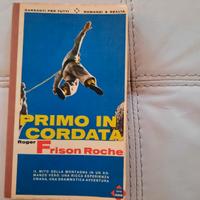 GARZANTI PER TUTTI ROMANZI E REALTÀ
PRIMO IN
CORDATA
Roger Frison Roche
IL MITO DELLA MONTAGNA IN UN RO-
MANZO VERO: UNA RICCA ESPERIENZA
UMANA, UNA DRAMMATICA AVVENTURA